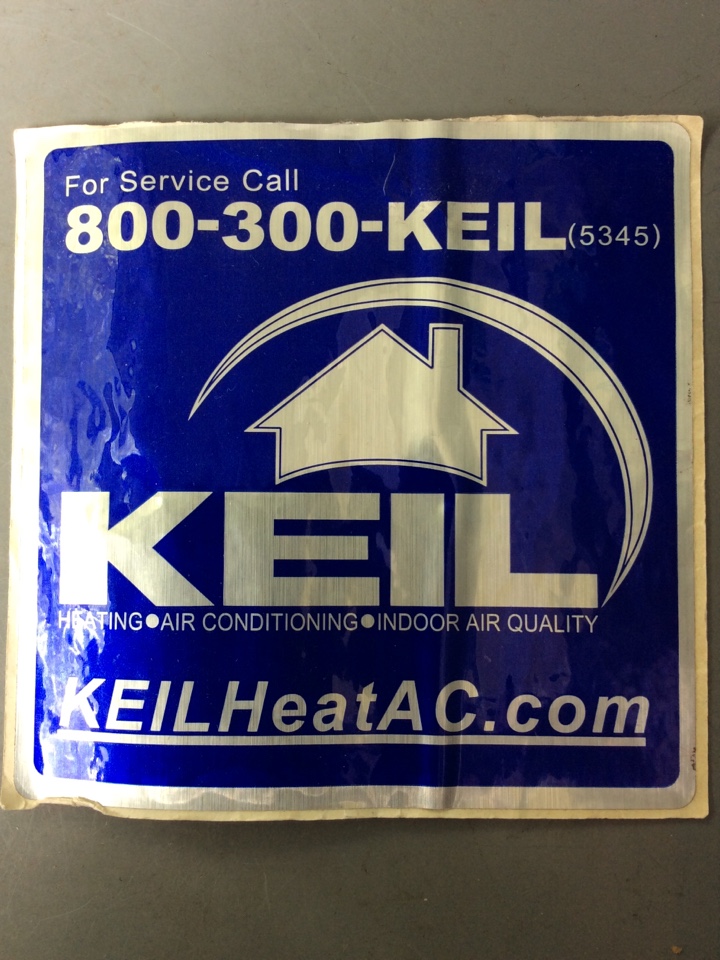 For Service Call
800-300-KEIL(5345)
KEIL
HEATING●AIR CONDITIONING●INDOOR AIR QUALITY
KEILHeatAC.com